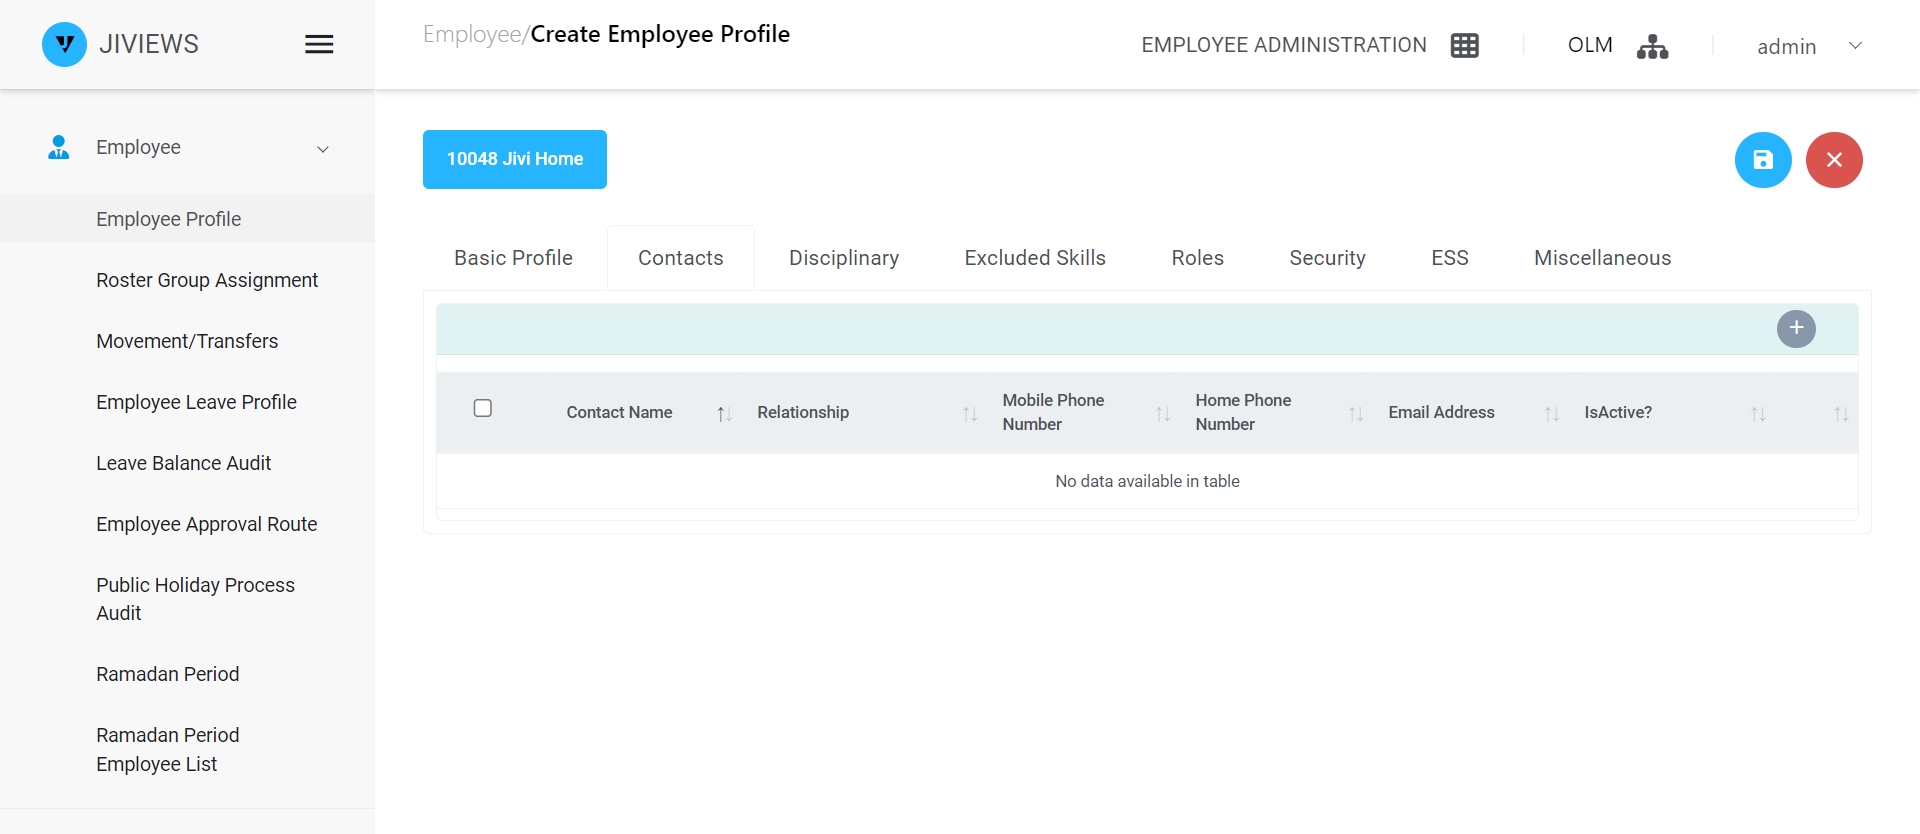 JIVIEWS
Employee/Create Employee Profile
EMPLOYEE ADMINISTRATION
OLM
admin
Employee
Employee Profile
Roster Group Assignment
Movement/Transfers
Employee Leave Profile
Leave Balance Audit
Employee Approval Route
Public Holiday Process
Audit
Ramadan Period
Ramadan Period
Employee List
10048 Jivi Home
Basic Profile
Contacts
Disciplinary
Excluded Skills
Roles
Security
ESS
Miscellaneous
Contact Name
Relationship
Mobile Phone
Number
Home Phone
Number
Email Address
IsActive?
No data available in table